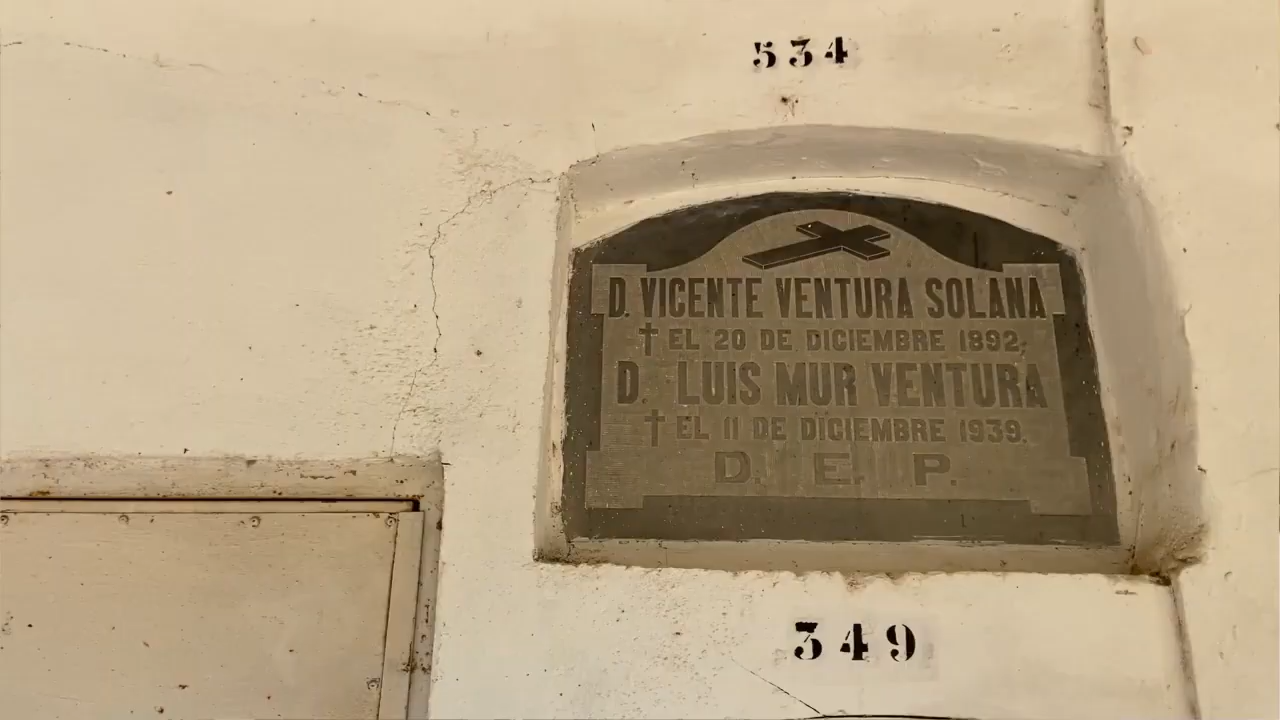 534
D. VICENTE VENTURA SOLANA
† EL 20 DE DICIEMBRE 1892;
D. LUIS MUR VENTURA
† EL 11 DE DICIEMBRE 1939.
D. E. P.
349